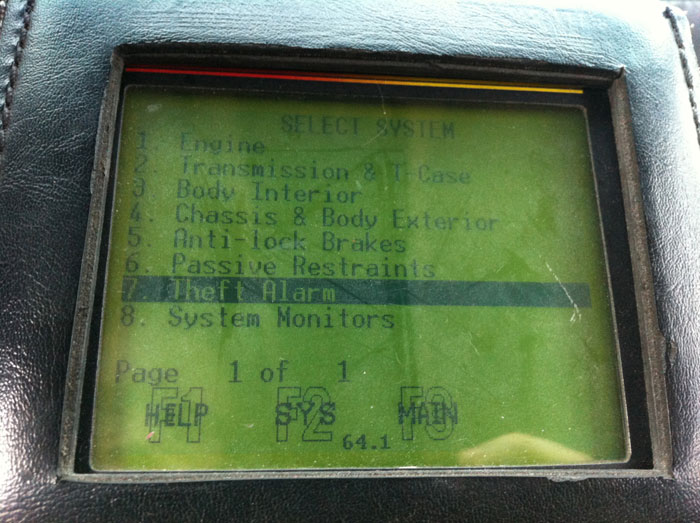 SELECT SYSTEM
1. Engine
2. Transmission & T-Case
3. Body Interior
4. Chassis & Body Exterior
5. Anti-lock Brakes
6. Passive Restraints
7. Theft Alarm
8. System Monitors
Page 1 of 1
HELP SYS MAIN
F1 F2 F3
64.1